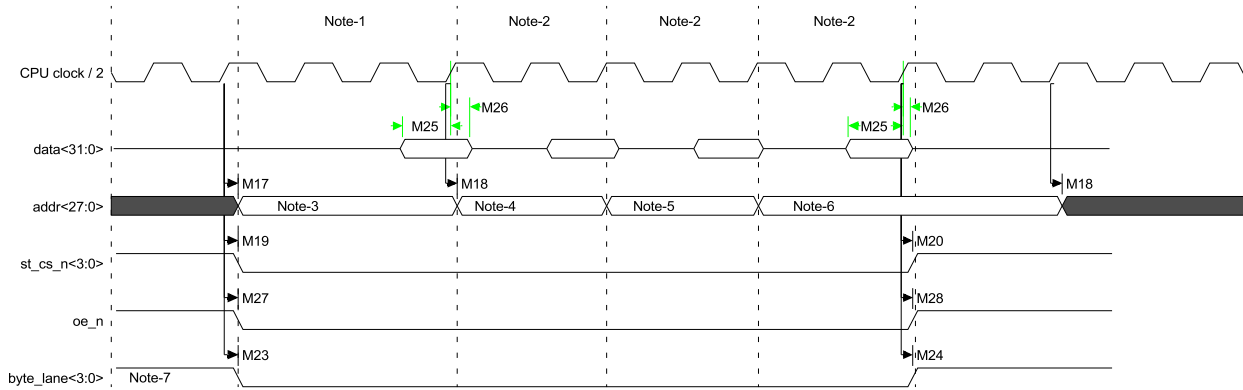 Note-1 Note-2 Note-2 Note-2
CPU clock / 2
M26 M26
M25 M25
data<31:0>
M17 M18 M18
addr<27:0> Note-3 Note-4 Note-5 Note-6
M19 M20
st_cs_n<3:0>
M27 M28
oe_n
M23 M24
byte_lane<3:0> Note-7